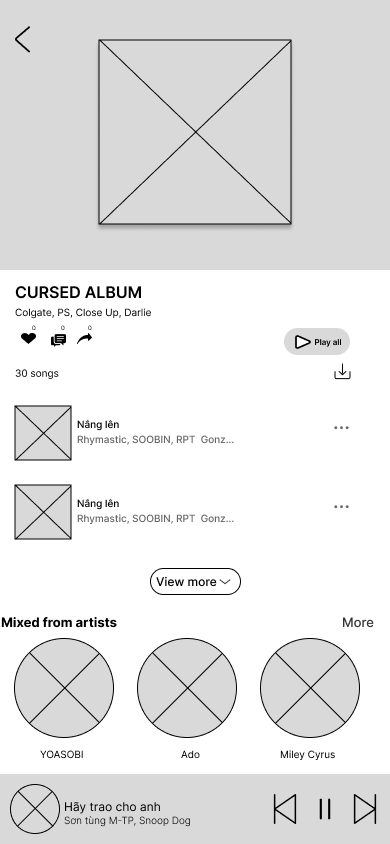 CURSED ALBUM
Colgate, PS, Close Up, Darlie
0 0 0
Play all
30 songs
Nắng lên
Rhymastic, SOOBIN, RPT Gonz...
Nắng lên
Rhymastic, SOOBIN, RPT Gonz...
View more
Mixed from artists More
YOASOBI Ado Miley Cyrus
Hãy trao cho anh
Sơn tùng M-TP, Snoop Dog